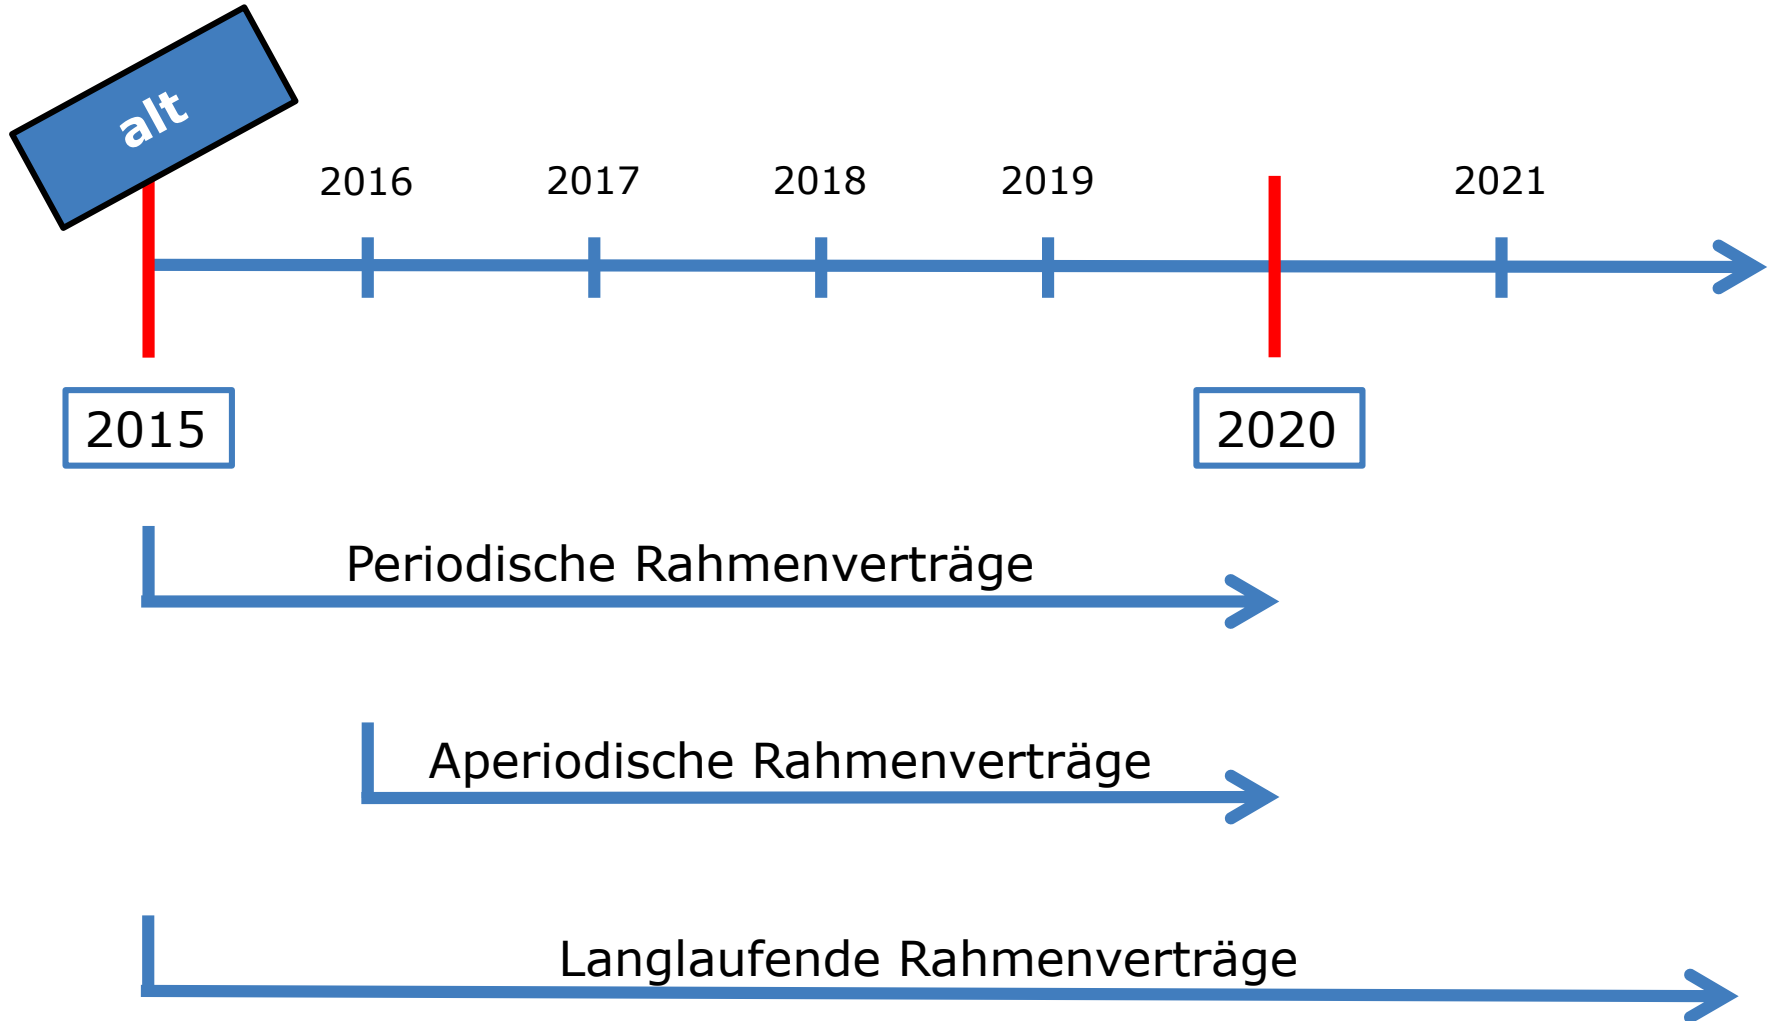 alt
2016 2017 2018 2019 2021
2015 2020
Periodische Rahmenverträge
Aperiodische Rahmenverträge
Langlaufende Rahmenverträge